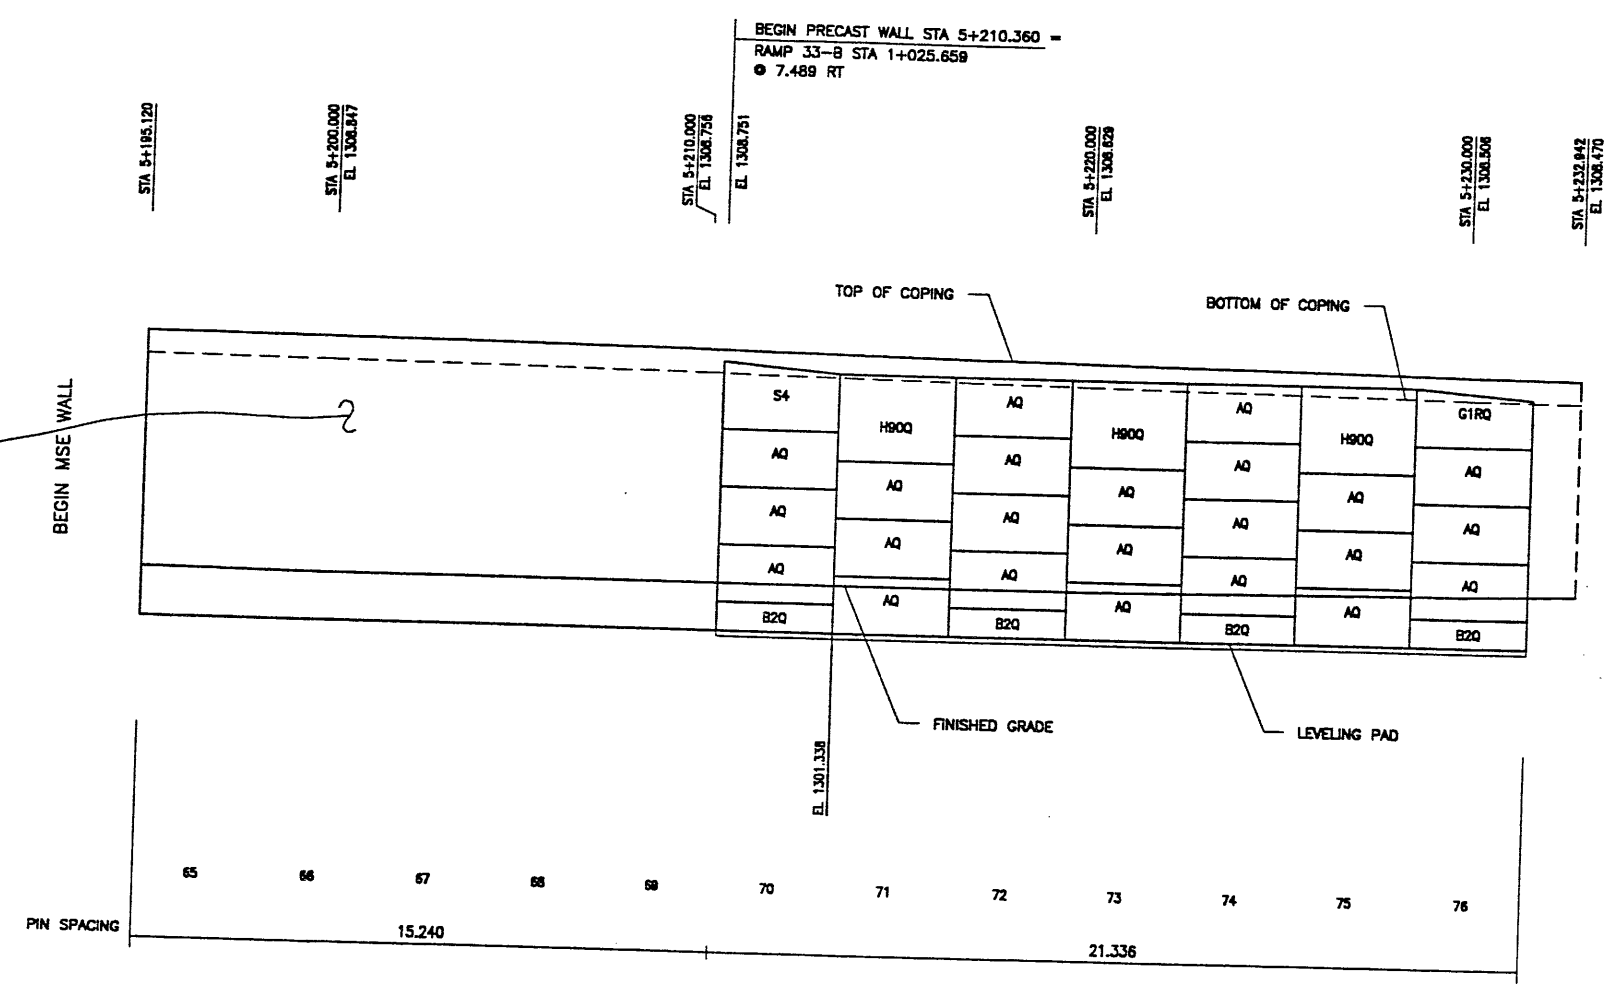 BEGIN PRECAST WALL STA 5+210.360 =
RAMP 33-B STA 1+025.659
@ 7.489 RT
STA 5+195.120
STA 5+200.000
EL 1308.847
STA 5+210.000
EL 1308.756
EL 1308.751
STA 5+220.000
EL 1308.629
STA 5+230.000
EL 1308.506
STA 5+232.942
EL 1308.470
TOP OF COPING
BOTTOM OF COPING
BEGIN MSE WALL
S4
AQ
AQ
AQ
B2Q
H90Q
AQ
AQ
AQ
AQ
AQ
AQ
AQ
B2Q
H90Q
AQ
AQ
AQ
AQ
AQ
AQ
AQ
B2Q
H90Q
AQ
AQ
AQ
G1RQ
AQ
AQ
AQ
B2Q
FINISHED GRADE
LEVELING PAD
EL 1301.338
65 66 67 68 69 70 71 72 73 74 75 76
PIN SPACING
15.240
21.336